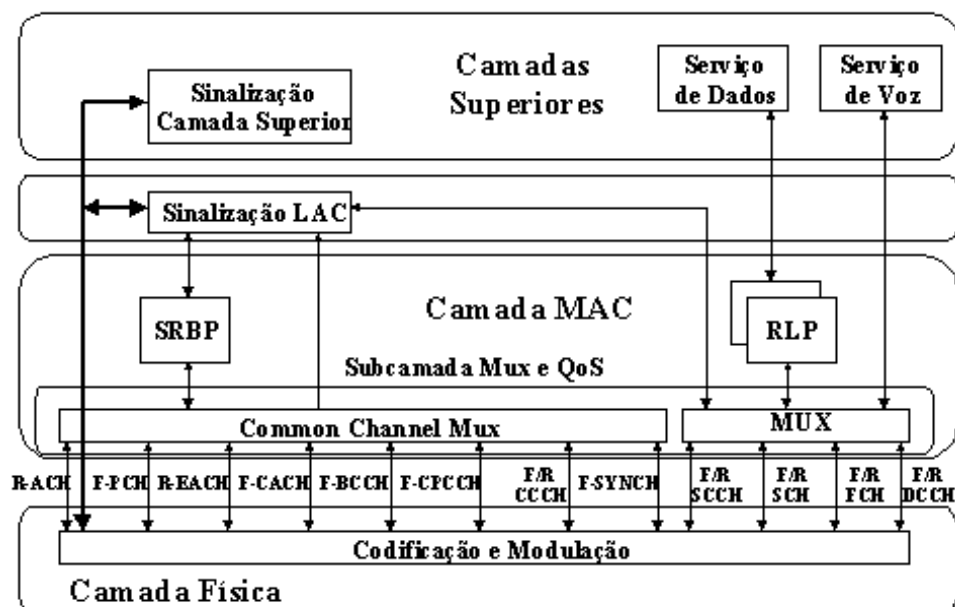 Camadas
Superiores
Sinalização
Camada Superior
Serviço
de Dados
Serviço
de Voz
Sinalização LAC
Camada MAC
SRBP
RLP
Subcamada Mux e QoS
Common Channel Mux
MUX
R-ACH
F-PCH
R-EACH
F-CACH
F-BCCH
F-CPCCH
F/R
CCCH
F-SYNCH
F/R
SCCH
F/R
SCH
F/R
FCH
F/R
DCCH
Codificação e Modulação
Camada Física